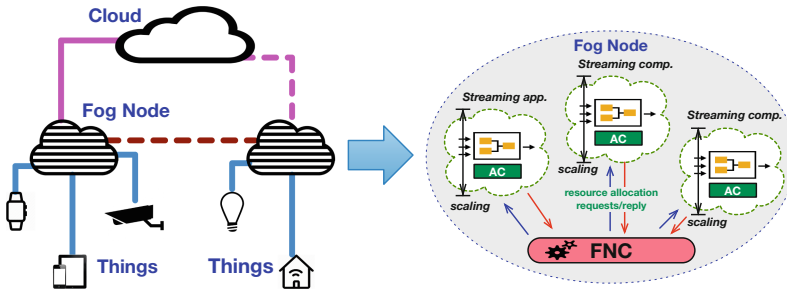 Cloud
Fog Node
Things
Things
Fog Node
Streaming comp.
Streaming app.
Streaming comp.
AC
AC
AC
scaling
scaling
scaling
resource allocation
requests/reply
FNC